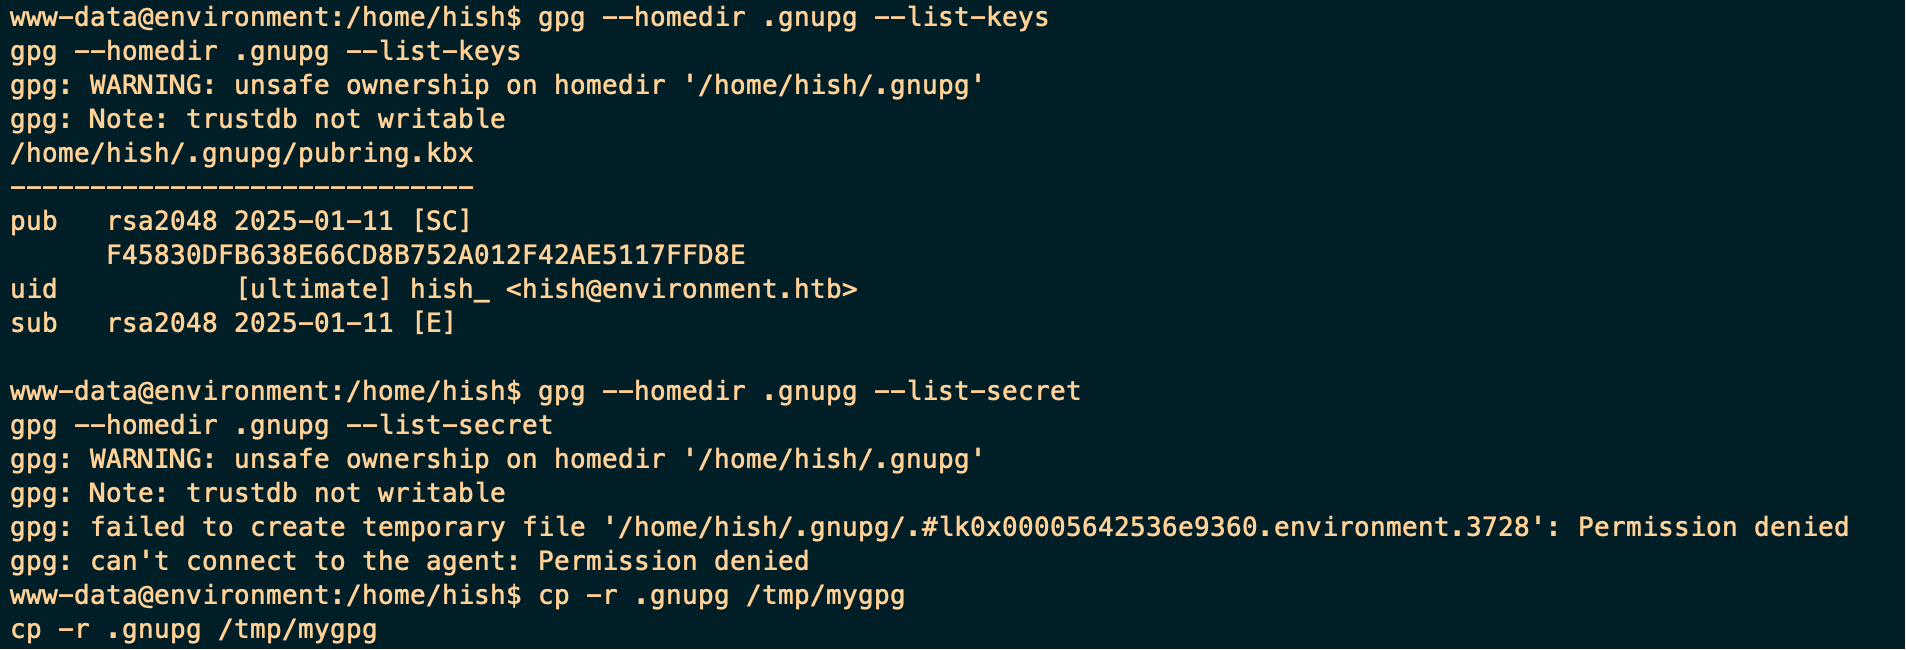 www-data@environment:/home/hish$ gpg --homedir .gnupg --list-keys
gpg --homedir .gnupg --list-keys
gpg: WARNING: unsafe ownership on homedir '/home/hish/.gnupg'
gpg: Note: trustdb not writable
/home/hish/.gnupg/pubring.kbx
-----------------------------
pub   rsa2048 2025-01-11 [SC]
      F45830DFB638E66CD8B752A012F42AE5117FFD8E
uid           [ultimate] hish_ <hish@environment.htb>
sub   rsa2048 2025-01-11 [E]

www-data@environment:/home/hish$ gpg --homedir .gnupg --list-secret
gpg --homedir .gnupg --list-secret
gpg: WARNING: unsafe ownership on homedir '/home/hish/.gnupg'
gpg: Note: trustdb not writable
gpg: failed to create temporary file '/home/hish/.gnupg/.#lk0x00005642536e9360.environment.3728': Permission denied
gpg: can't connect to the agent: Permission denied
www-data@environment:/home/hish$ cp -r .gnupg /tmp/mygpg
cp -r .gnupg /tmp/mygpg